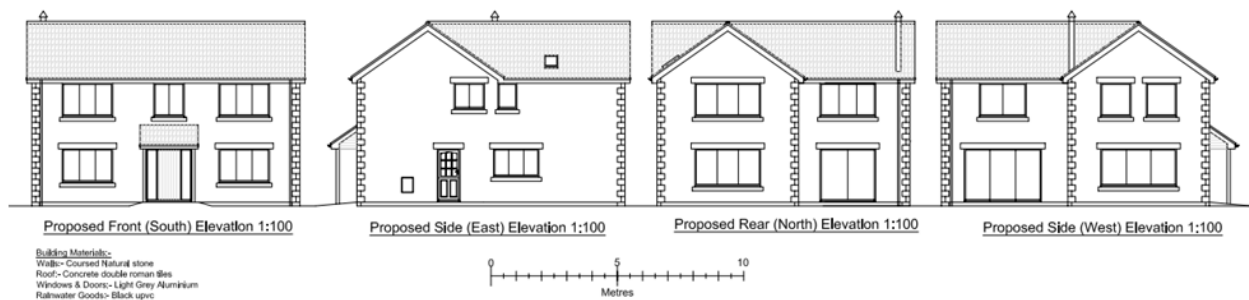 Proposed Front (South) Elevation 1:100
Proposed Side (East) Elevation 1:100
Proposed Rear (North) Elevation 1:100
Proposed Side (West) Elevation 1:100
Building Materials:-
Walls:- Coursed Natural stone
Roof:- Concrete double roman tiles
Windows & Doors:- Light Grey Aluminium
Rainwater Goods:- Black upvc
0 5 10
Metres